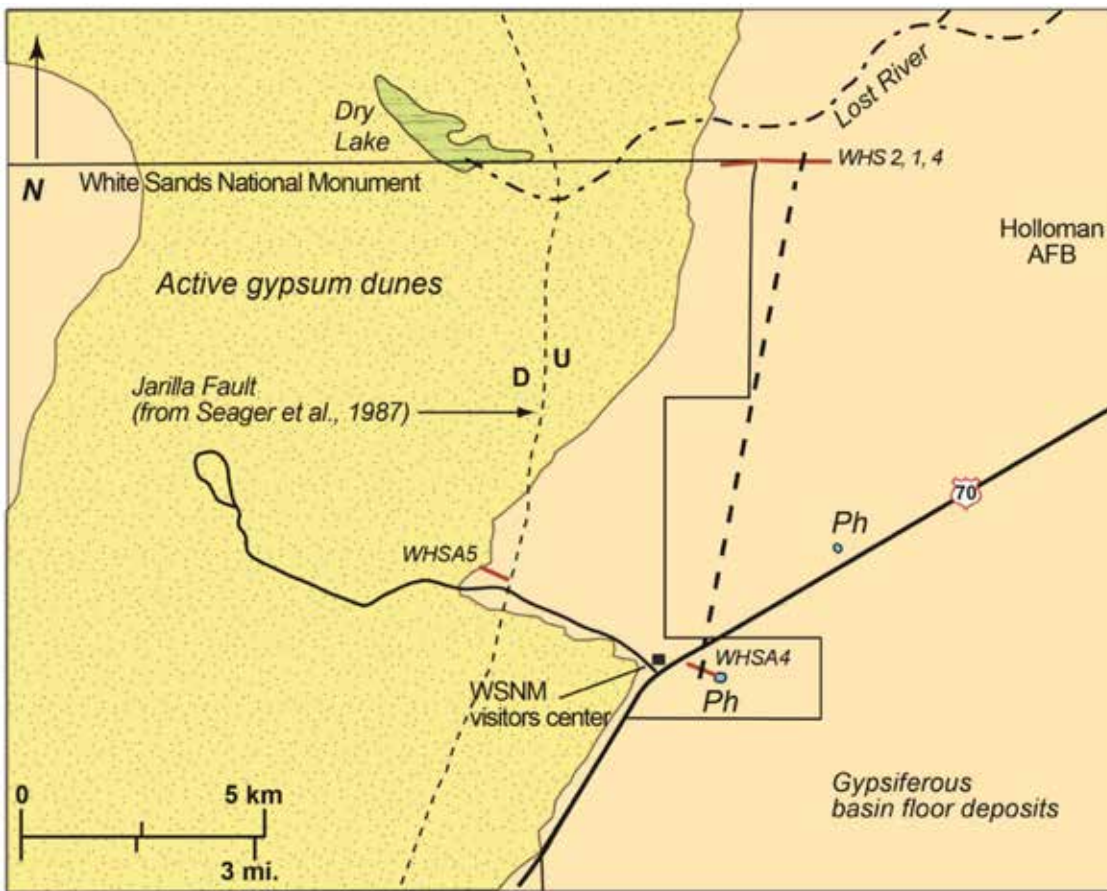 Lost River
Dry
Lake
WHS 2, 1, 4
N
White Sands National Monument
Holloman
AFB
Active gypsum dunes
D
U
Jarilla Fault
(from Seager et al., 1987)
70
Ph
WHSA5
WHSA4
WSNM
visitors center
Ph
Gypsiferous
basin floor deposits
0
5 km
3 mi.